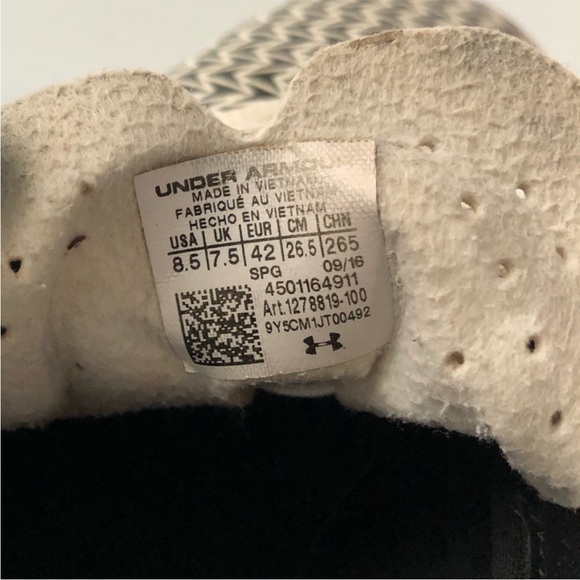 UNDER ARMOUR
MADE IN VIETNAM
FABRIQUÉ AU VIETNAM
HECHO EN VIETNAM
USA UK EUR CM CHN
8.5 7.5 42 26.5 265
SPG 09/16
4501164911
Art.1278819-100
9Y5CM1JT00492